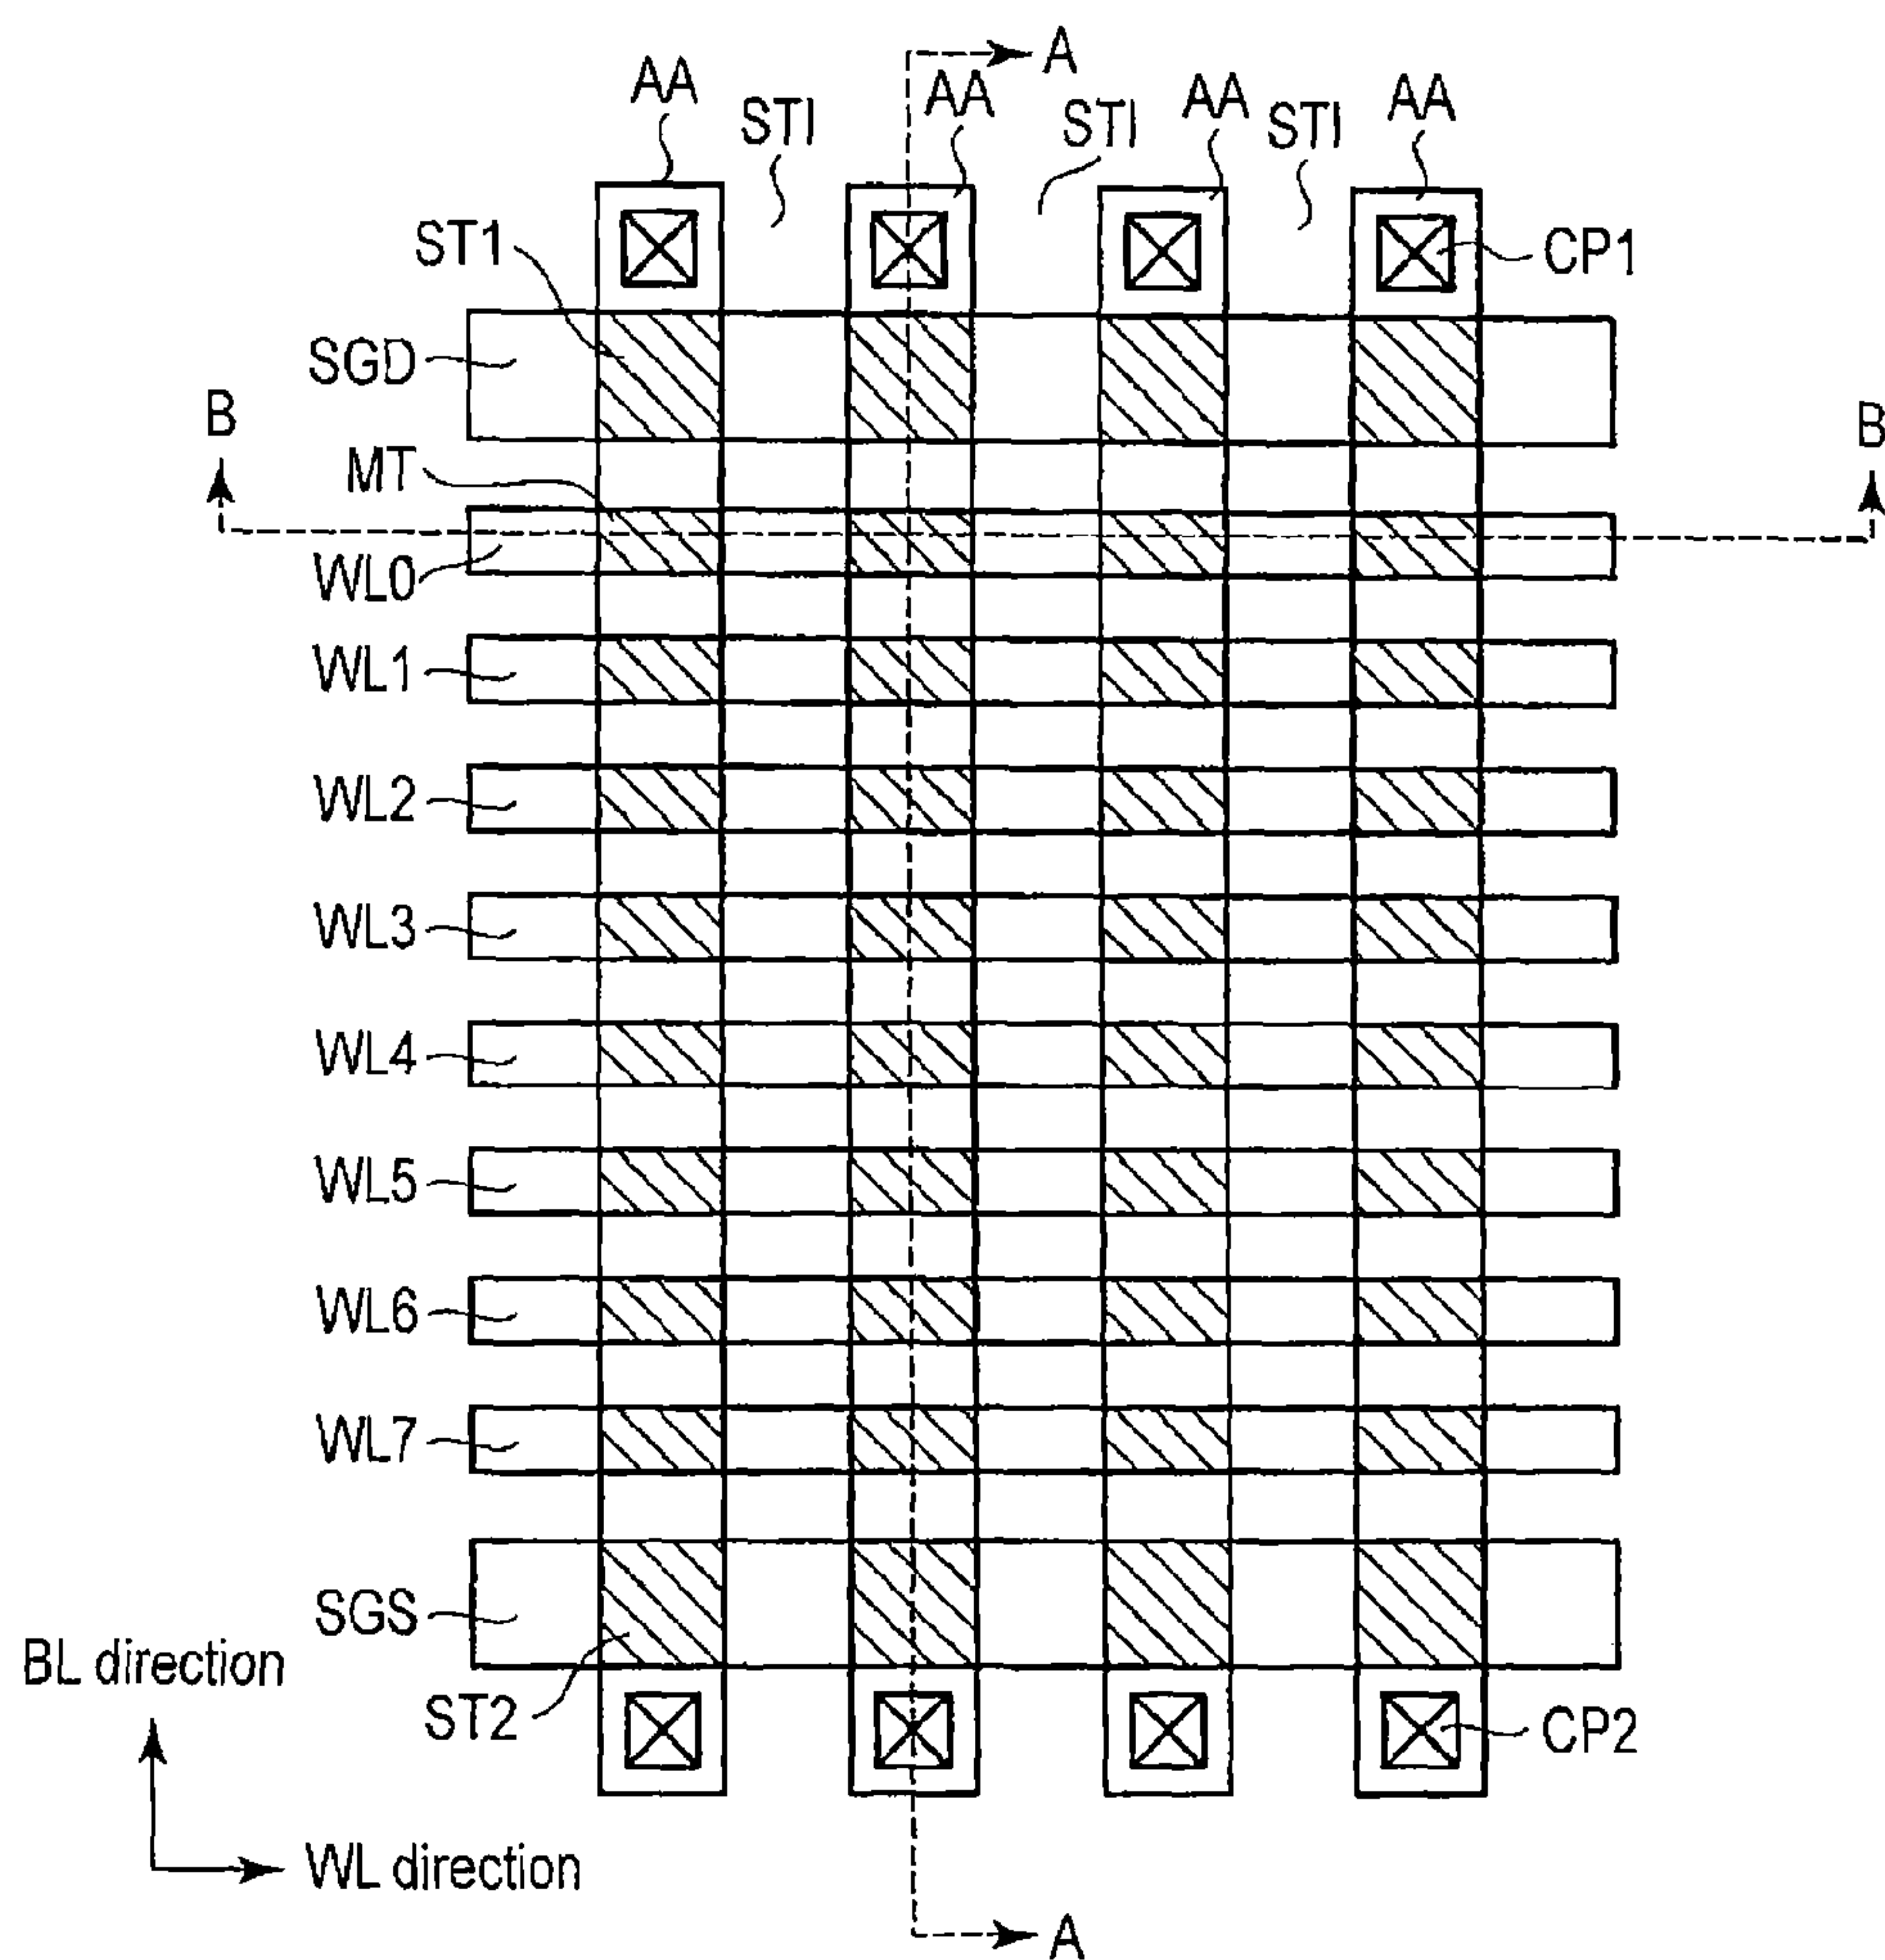 A
AA
STI
AA
STI
AA
STI
AA
ST1
CP1
SGD
B
B
MT
WL0
WL1
WL2
WL3
WL4
WL5
WL6
WL7
SGS
BL direction
ST2
CP2
WL direction
A